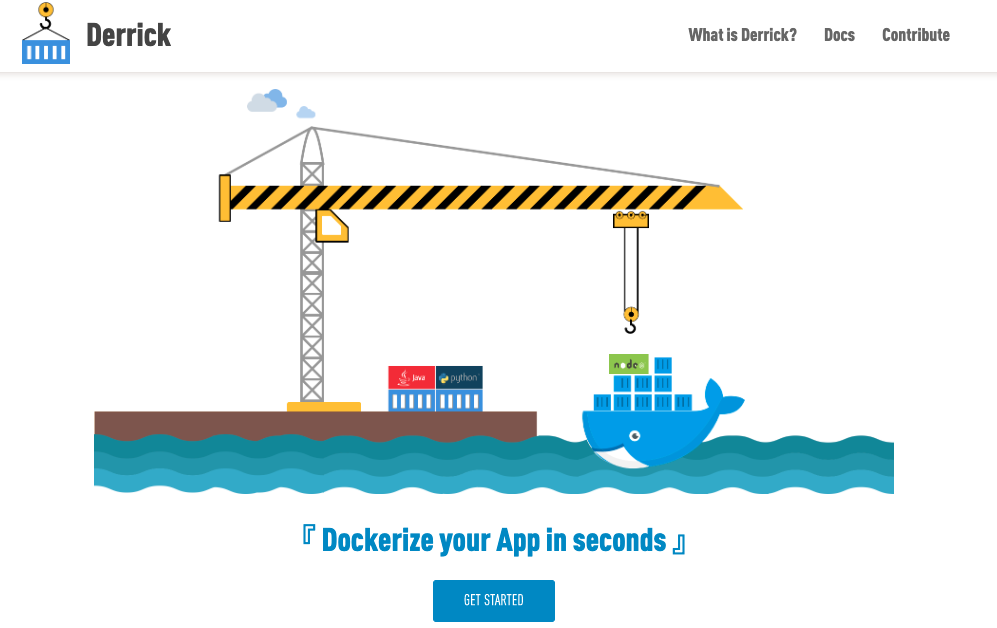 Derrick
What is Derrick?
Docs
Contribute
Java
python
node
『 Dockerize your App in seconds 』
GET STARTED